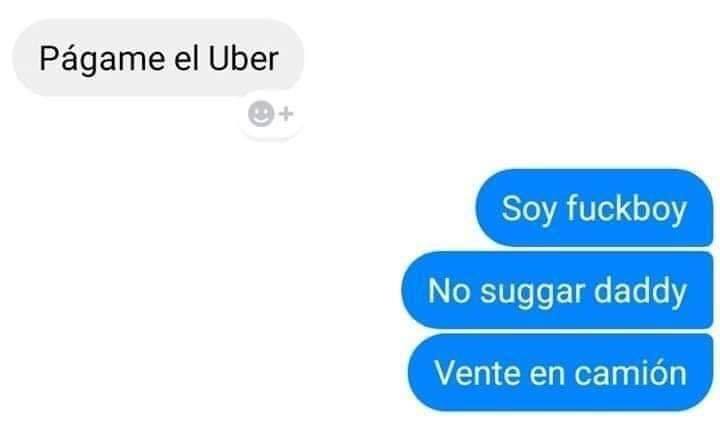 Págame el Uber
Soy fuckboy
No suggar daddy
Vente en camión